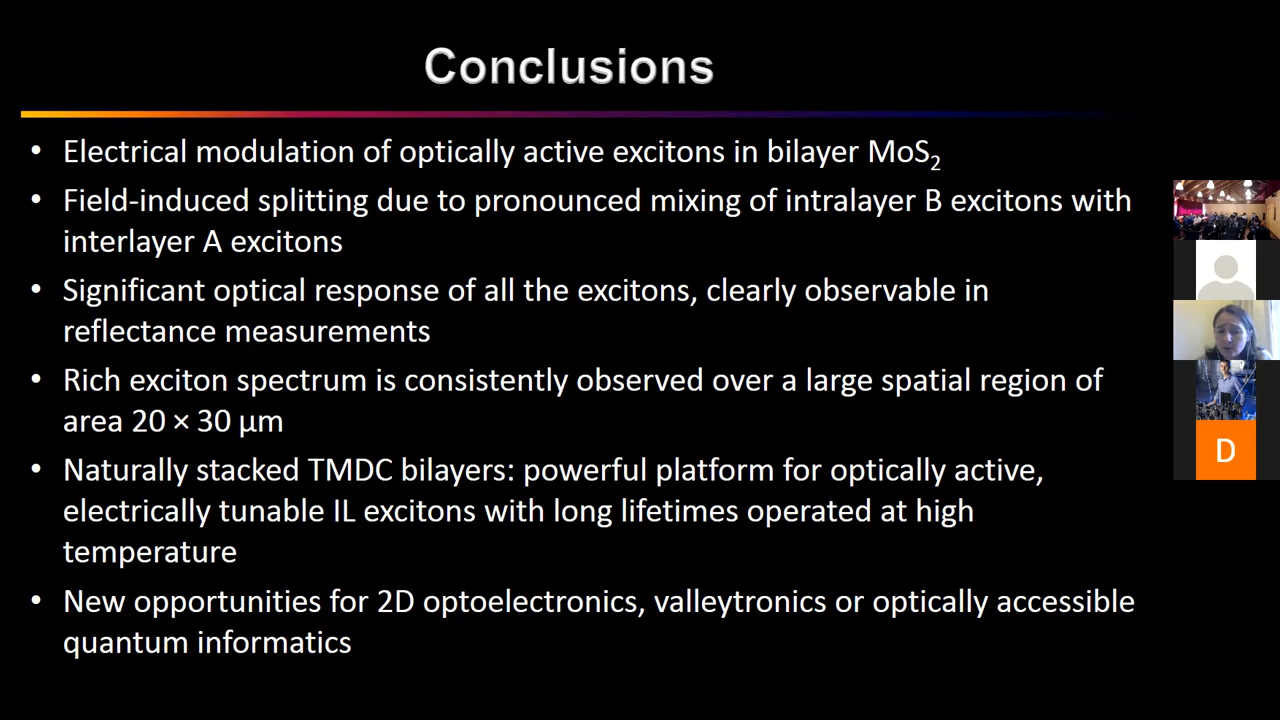 Conclusions
• Electrical modulation of optically active excitons in bilayer MoS₂
• Field-induced splitting due to pronounced mixing of intralayer B excitons with
interlayer A excitons
• Significant optical response of all the excitons, clearly observable in
reflectance measurements
• Rich exciton spectrum is consistently observed over a large spatial region of
area 20 × 30 μm
• Naturally stacked TMDC bilayers: powerful platform for optically active,
electrically tunable IL excitons with long lifetimes operated at high
temperature
• New opportunities for 2D optoelectronics, valleytronics or optically accessible
quantum informatics
D